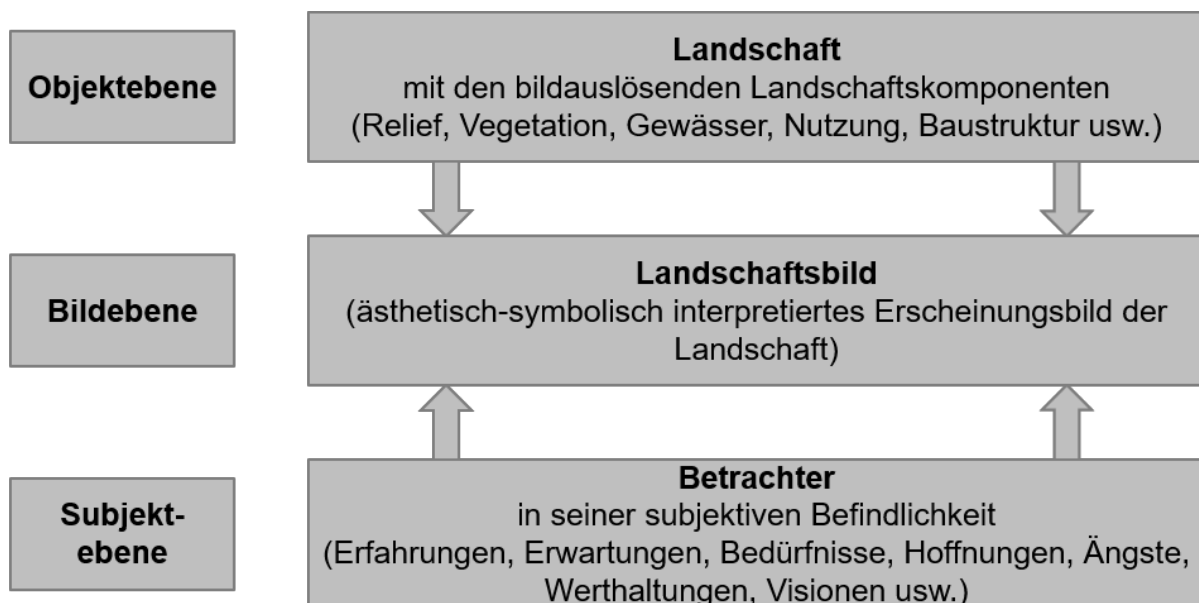 Objektebene
Landschaft
mit den bildauslösenden Landschaftskomponenten
(Relief, Vegetation, Gewässer, Nutzung, Baustruktur usw.)
Bildebene
Landschaftsbild
(ästhetisch-symbolisch interpretiertes Erscheinungsbild der
Landschaft)
Subjekt-
ebene
Betrachter
in seiner subjektiven Befindlichkeit
(Erfahrungen, Erwartungen, Bedürfnisse, Hoffnungen, Ängste,
Werthaltungen, Visionen usw.)